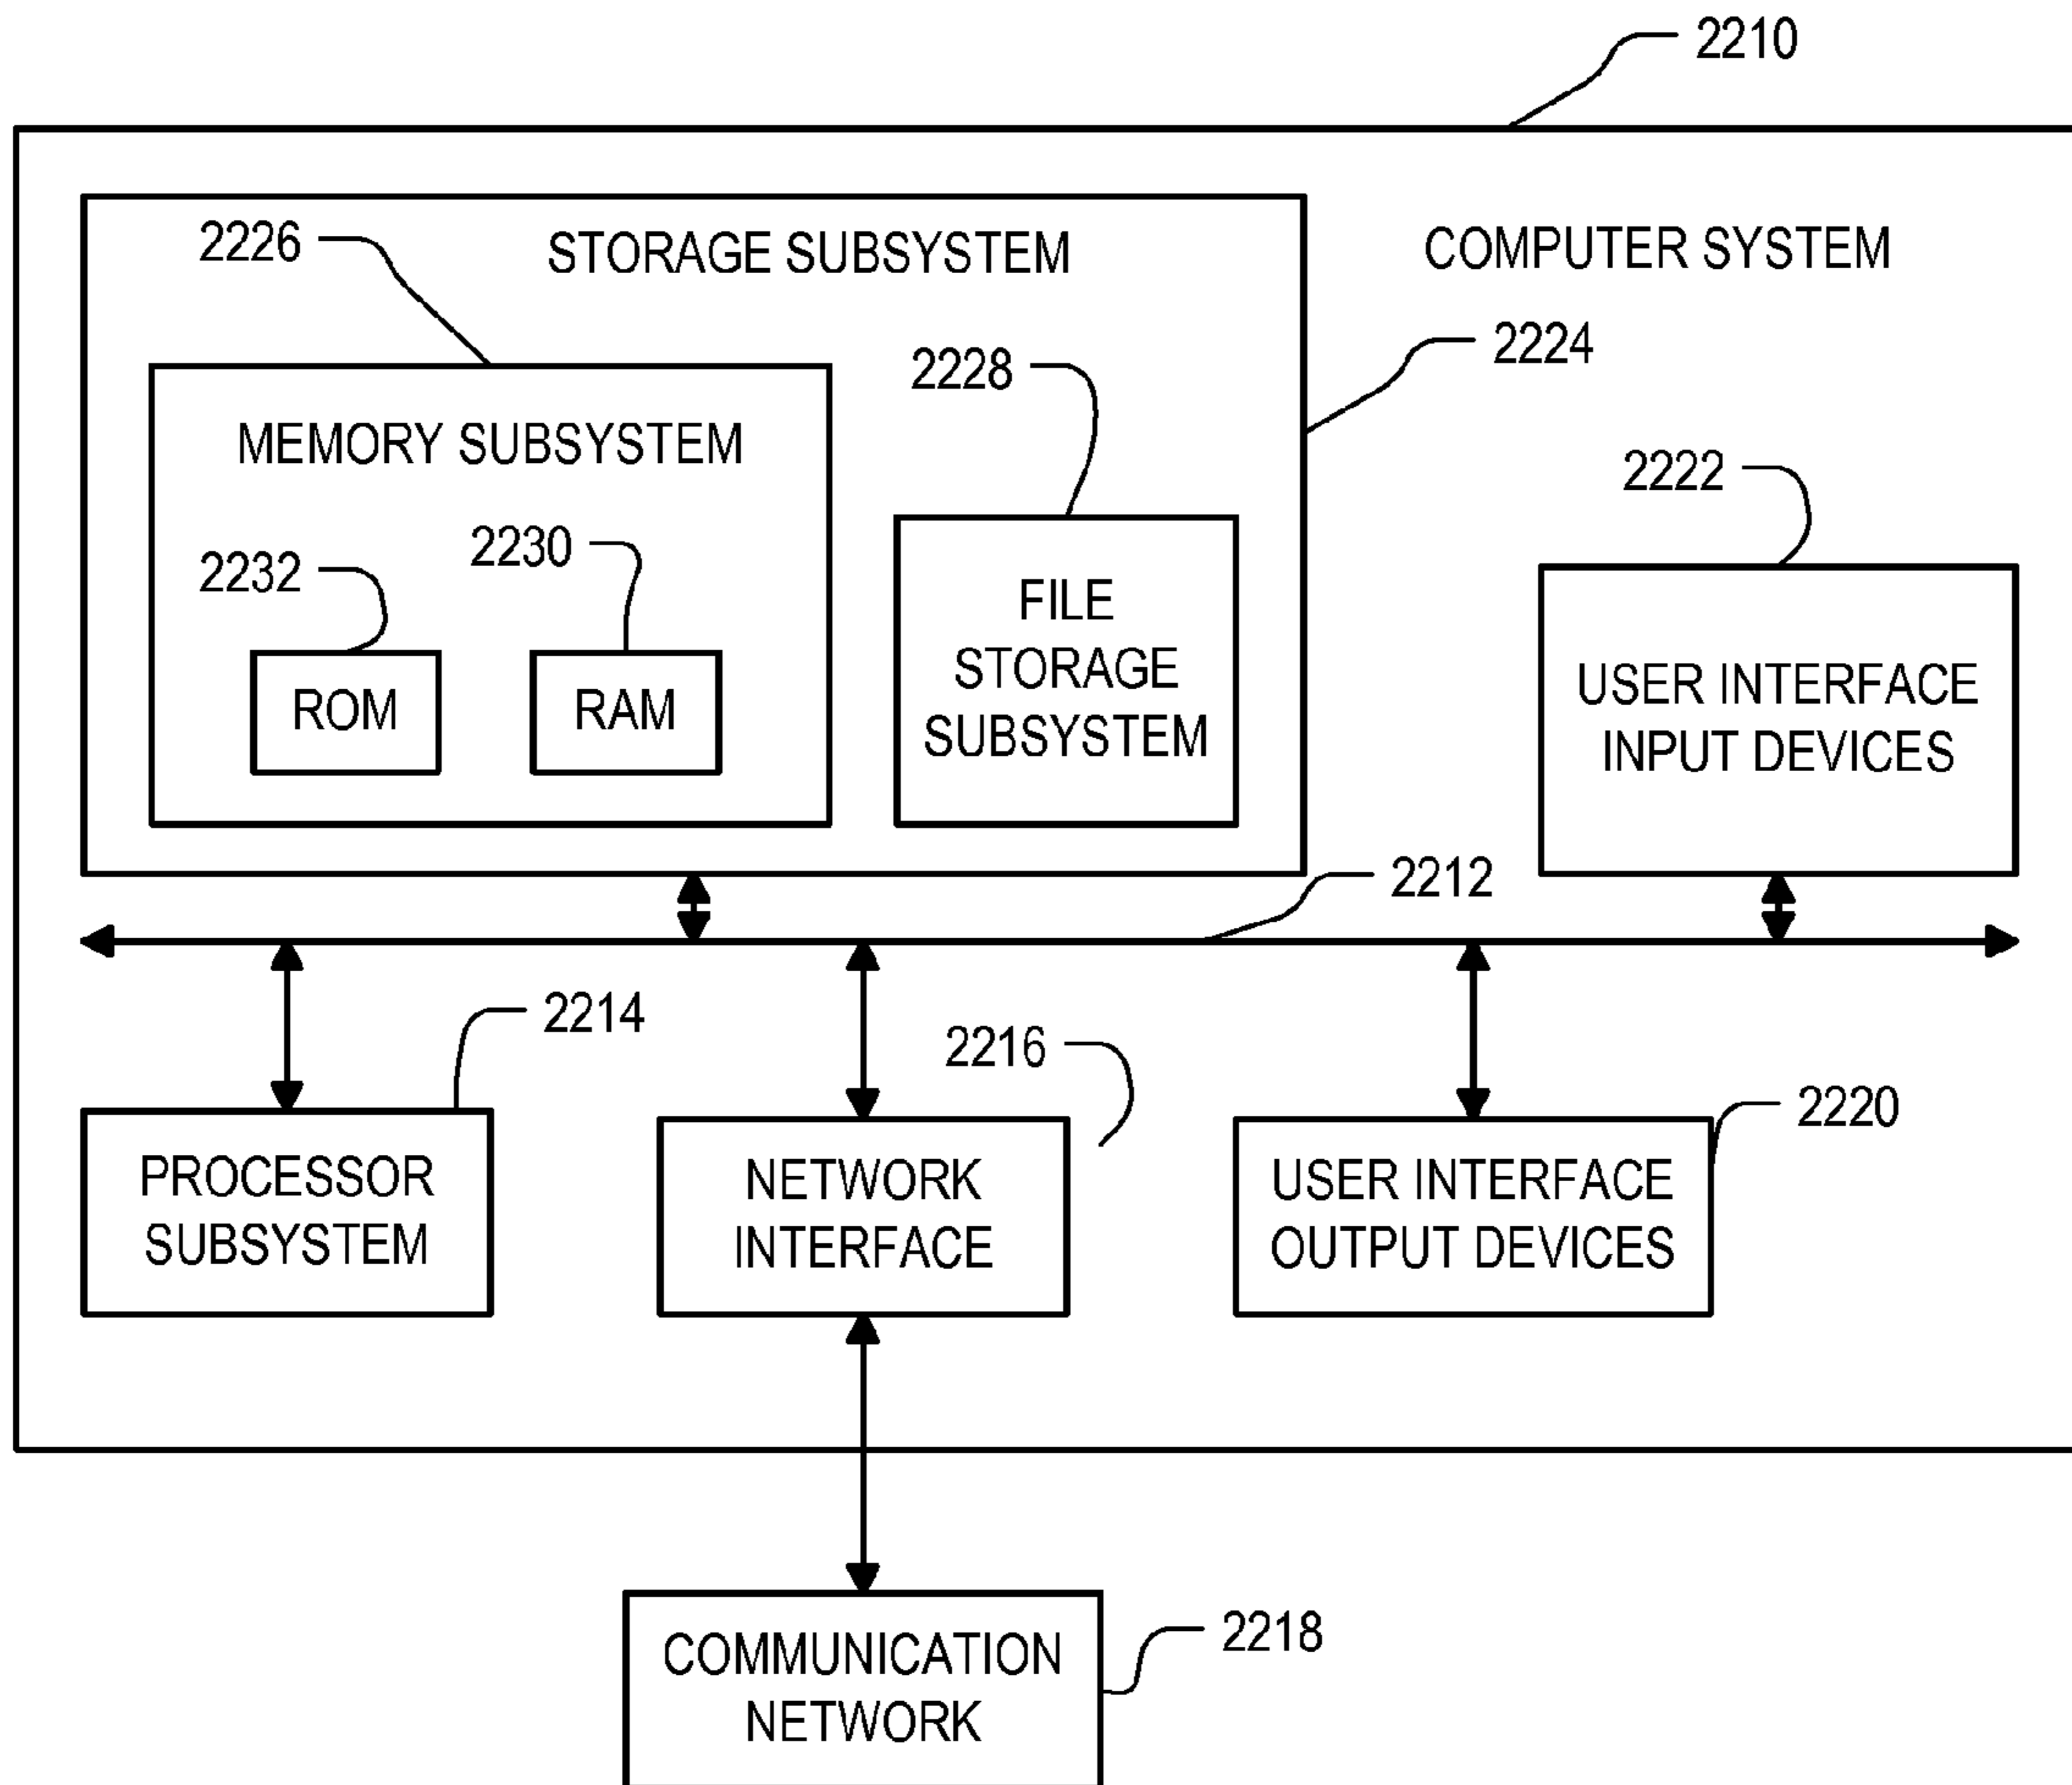 2210
2226
STORAGE SUBSYSTEM
COMPUTER SYSTEM
2224
2228
MEMORY SUBSYSTEM
2222
2232
2230
ROM
RAM
FILE
STORAGE
SUBSYSTEM
USER INTERFACE
INPUT DEVICES
2212
2214
2216
2220
PROCESSOR
SUBSYSTEM
NETWORK
INTERFACE
USER INTERFACE
OUTPUT DEVICES
2218
COMMUNICATION
NETWORK